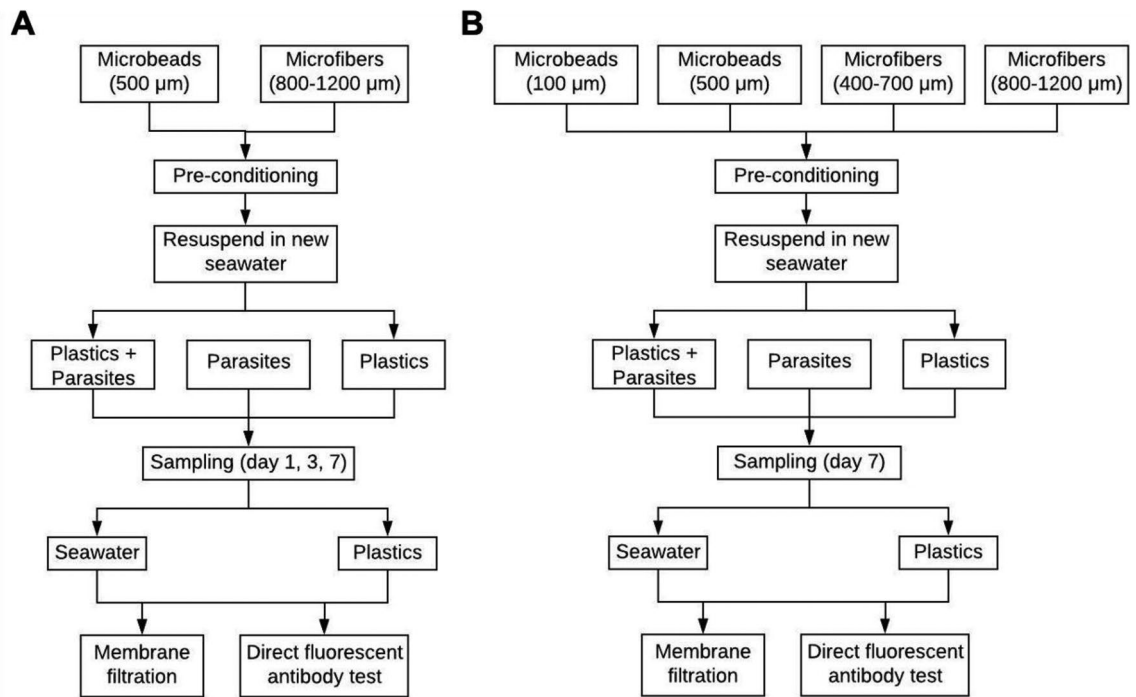 A
Microbeads
(500 µm)
Microfibers
(800-1200 µm)
Pre-conditioning
Resuspend in new
seawater
Plastics +
Parasites
Parasites
Plastics
Sampling (day 1, 3, 7)
Seawater
Plastics
Membrane
filtration
Direct fluorescent
antibody test
B
Microbeads
(100 µm)
Microbeads
(500 µm)
Microfibers
(400-700 µm)
Microfibers
(800-1200 µm)
Pre-conditioning
Resuspend in new
seawater
Plastics +
Parasites
Parasites
Plastics
Sampling (day 7)
Seawater
Plastics
Membrane
filtration
Direct fluorescent
antibody test